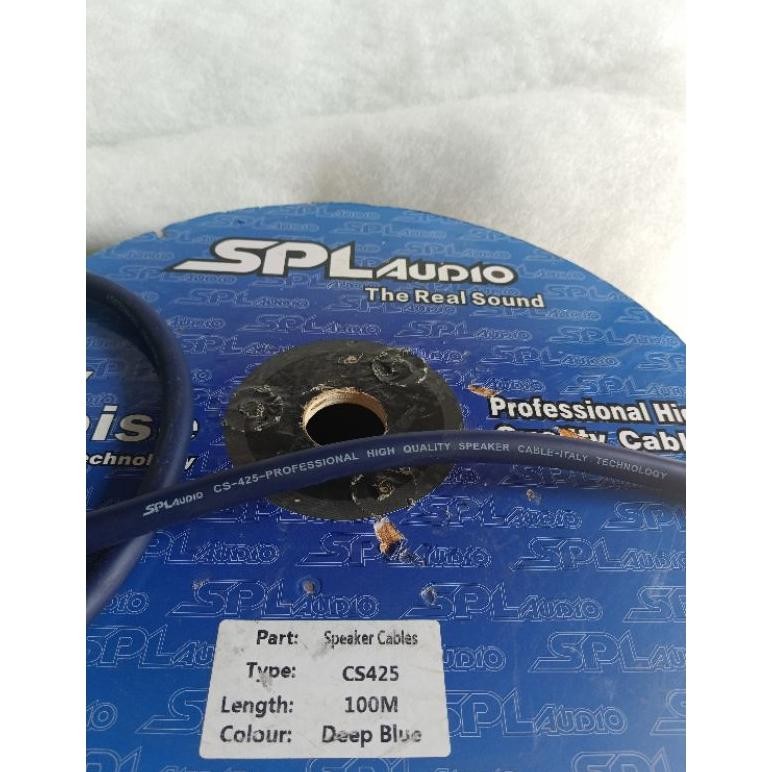 SPLAUDIO
The Real Sound
Professional
Cable
SPLAUDIO CS-425-PROFESSIONAL HIGH QUALITY SPEAKER CABLE-ITALY TECHNOLOGY
Part: Speaker Cables
Type: CS425
Length: 100M
Colour: Deep Blue